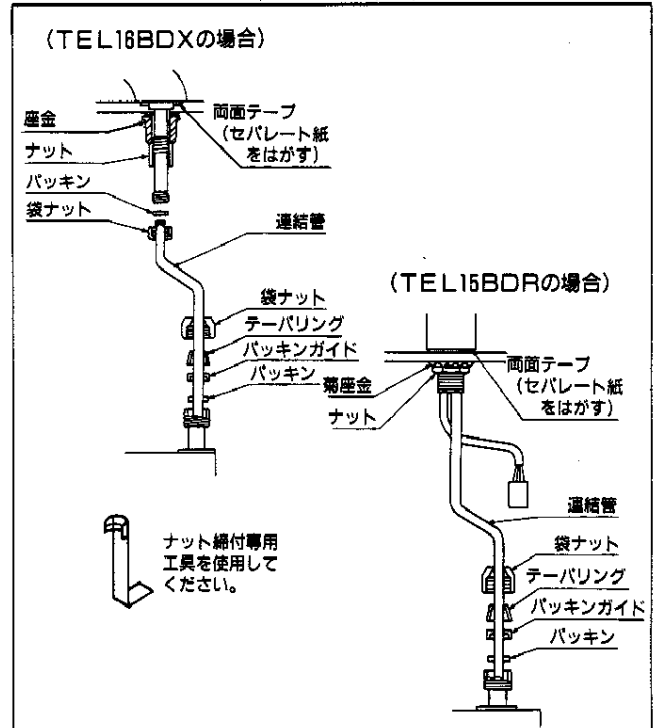 (TEL16BDXの場合)
座金
ナット
パッキン
袋ナット
両面テープ
(セパレート紙
をはがす)
連結管
袋ナット
テーパリング
パッキンガイド
パッキン
ナット締付専用
工具を使用して
ください。
(TEL15BDRの場合)
菊座金
ナット
両面テープ
(セパレート紙
をはがす)
連結管
袋ナット
テーパリング
パッキンガイド
パッキン